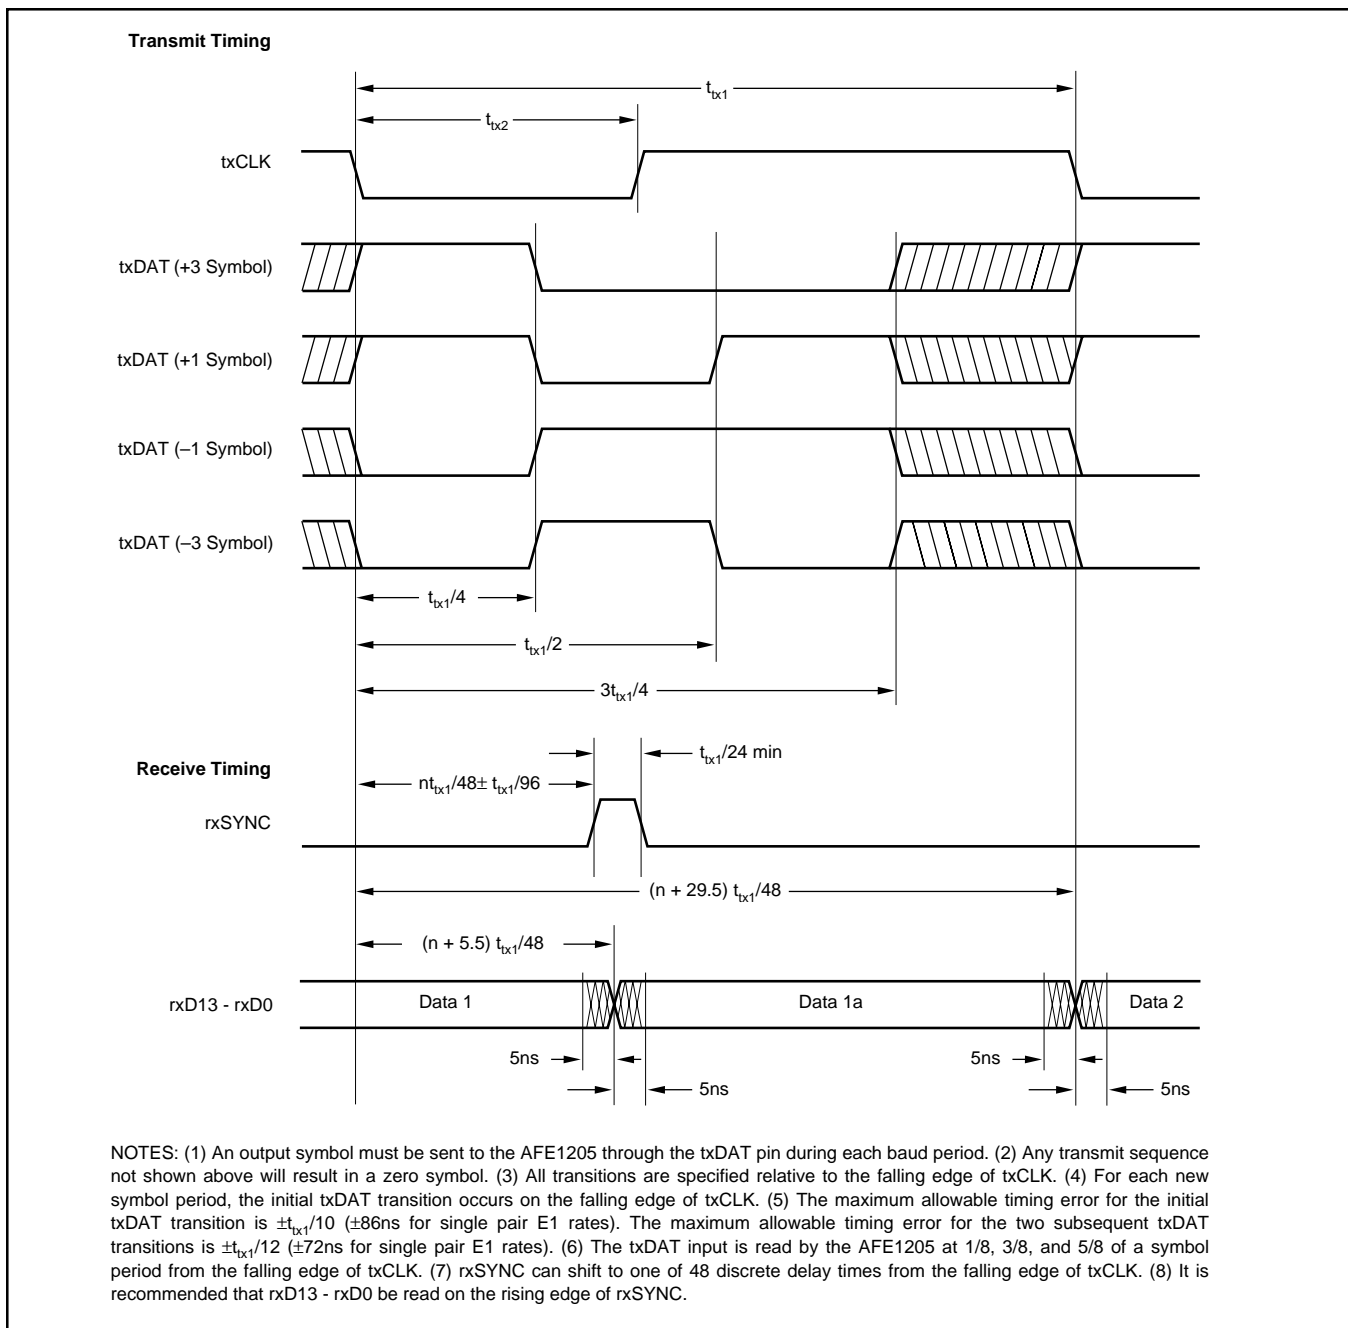 Transmit Timing
t_tx1
t_tx2
txCLK
txDAT (+3 Symbol)
txDAT (+1 Symbol)
txDAT (–1 Symbol)
txDAT (–3 Symbol)
t_tx1/4
t_tx1/2
3t_tx1/4
t_tx1/24 min
Receive Timing
nt_tx1/48± t_tx1/96
rxSYNC
(n + 29.5) t_tx1/48
(n + 5.5) t_tx1/48
rxD13 - rxD0
Data 1
Data 1a
Data 2
5ns
5ns
5ns
5ns
NOTES: (1) An output symbol must be sent to the AFE1205 through the txDAT pin during each baud period. (2) Any transmit sequence
not shown above will result in a zero symbol. (3) All transitions are specified relative to the falling edge of txCLK. (4) For each new
symbol period, the initial txDAT transition occurs on the falling edge of txCLK. (5) The maximum allowable timing error for the initial
txDAT transition is ±t_tx1/10 (±86ns for single pair E1 rates). The maximum allowable timing error for the two subsequent txDAT
transitions is ±t_tx1/12 (±72ns for single pair E1 rates). (6) The txDAT input is read by the AFE1205 at 1/8, 3/8, and 5/8 of a symbol
period from the falling edge of txCLK. (7) rxSYNC can shift to one of 48 discrete delay times from the falling edge of txCLK. (8) It is
recommended that rxD13 - rxD0 be read on the rising edge of rxSYNC.